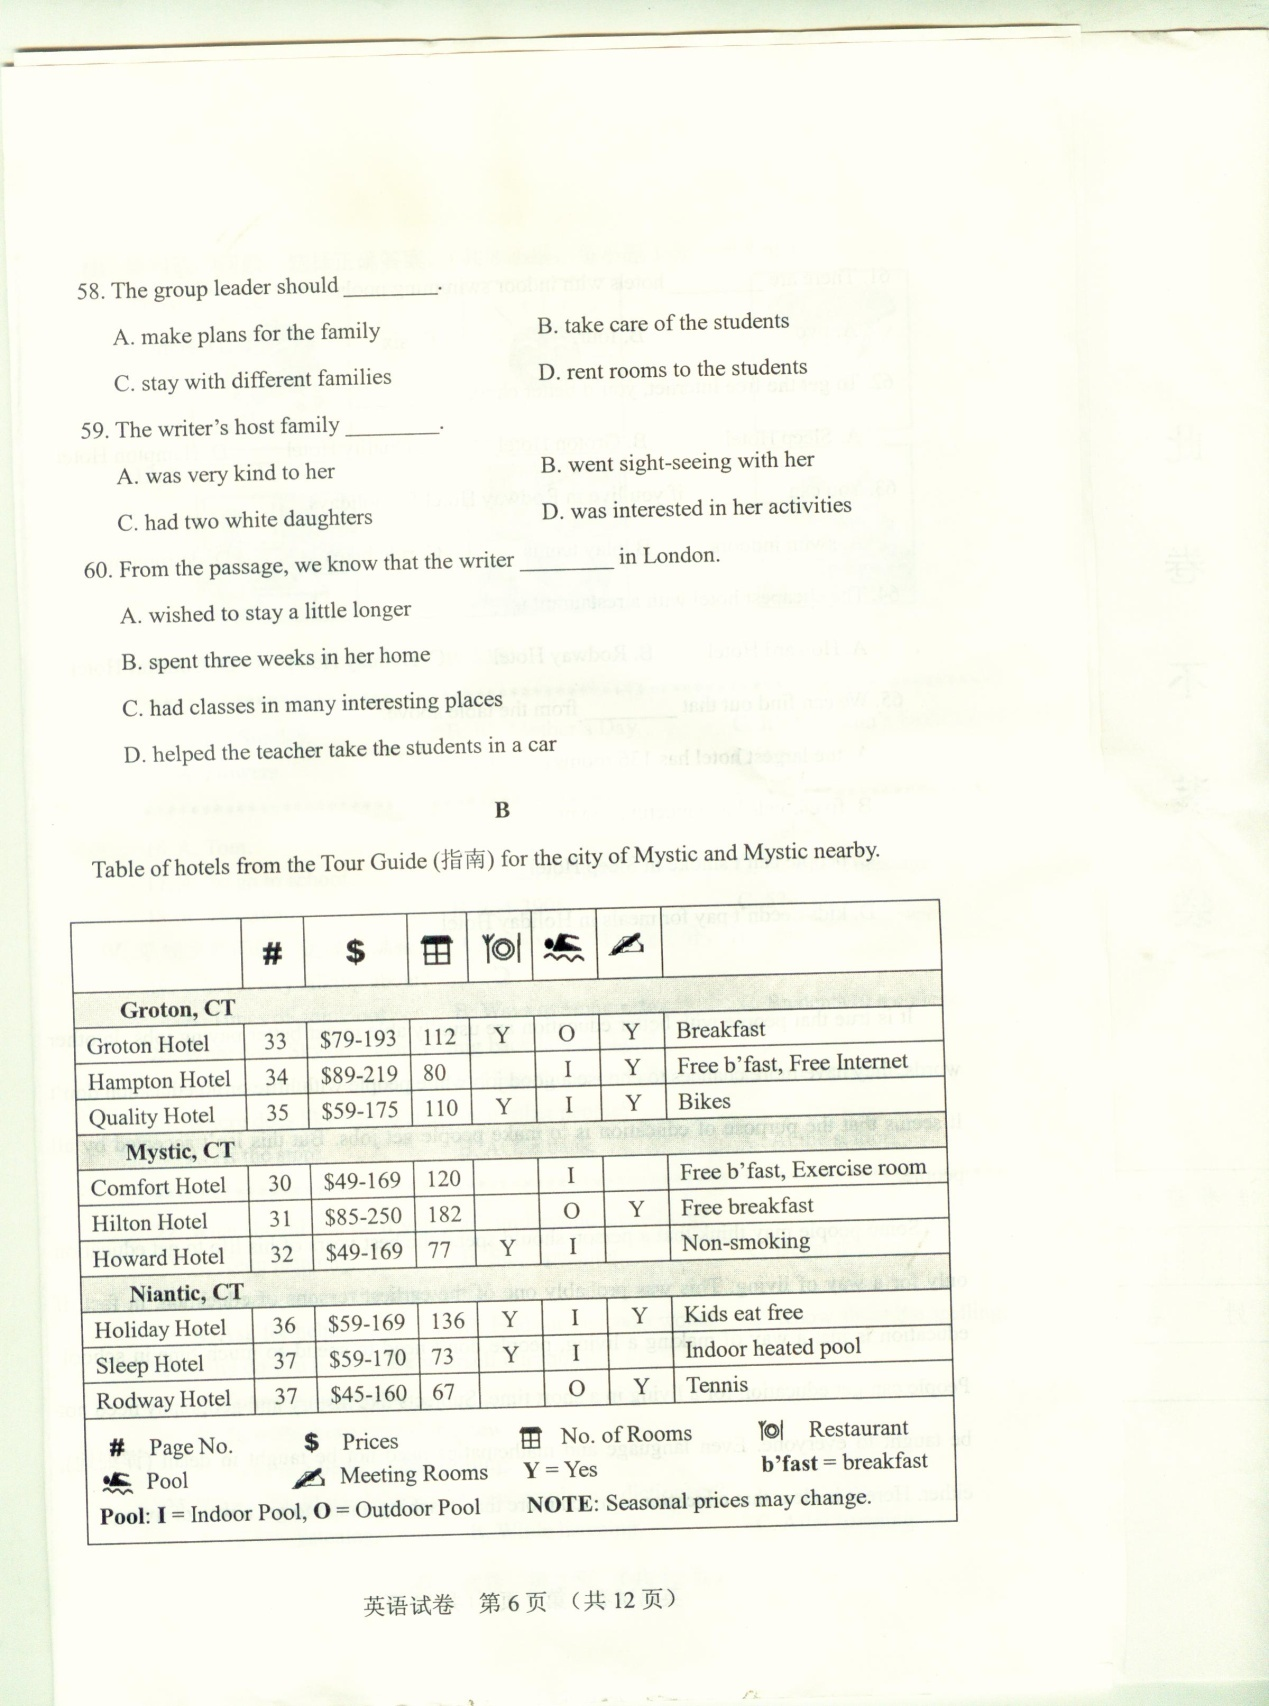 58. The group leader should ________.
A. make plans for the family B. take care of the students
C. stay with different families D. rent rooms to the students
59. The writer's host family ________.
A. was very kind to her B. went sight-seeing with her
C. had two white daughters D. was interested in her activities
60. From the passage, we know that the writer ________ in London.
A. wished to stay a little longer
B. spent three weeks in her home
C. had classes in many interesting places
D. helped the teacher take the students in a car
B
Table of hotels from the Tour Guide (指南) for the city of Mystic and Mystic nearby.
# $
Groton, CT
Groton Hotel 33 $79-193 112 Y O Y Breakfast
Hampton Hotel 34 $89-219 80 I Y Free b'fast, Free Internet
Quality Hotel 35 $59-175 110 Y I Y Bikes
Mystic, CT
Comfort Hotel 30 $49-169 120 I Free b'fast, Exercise room
Hilton Hotel 31 $85-250 182 O Y Free breakfast
Howard Hotel 32 $49-169 77 Y I Non-smoking
Niantic, CT
Holiday Hotel 36 $59-169 136 Y I Y Kids eat free
Sleep Hotel 37 $59-170 73 Y I Indoor heated pool
Rodway Hotel 37 $45-160 67 O Y Tennis
# Page No. $ Prices No. of Rooms Restaurant
Pool Meeting Rooms Y = Yes b'fast = breakfast
Pool: I = Indoor Pool, O = Outdoor Pool NOTE: Seasonal prices may change.
英语试卷 第 6 页 （共 12 页）